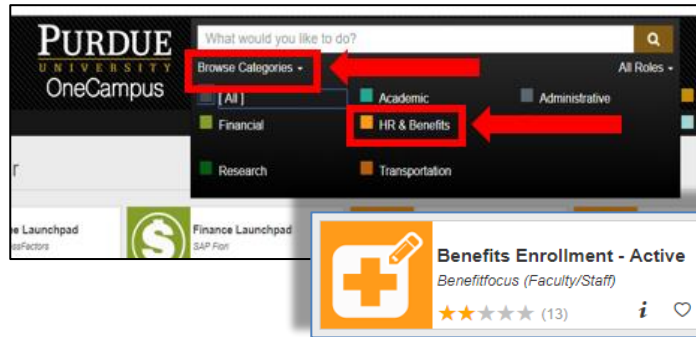 PURDUE
UNIVERSITY
OneCampus
What would you like to do?
Browse Categories
All Roles
[ All ]
Academic
Administrative
Financial
HR & Benefits
Research
Transportation
r
e Launchpad
Finance Launchpad
SAP Fiori
Benefits Enrollment - Active
Benefitfocus (Faculty/Staff)
(13)
i